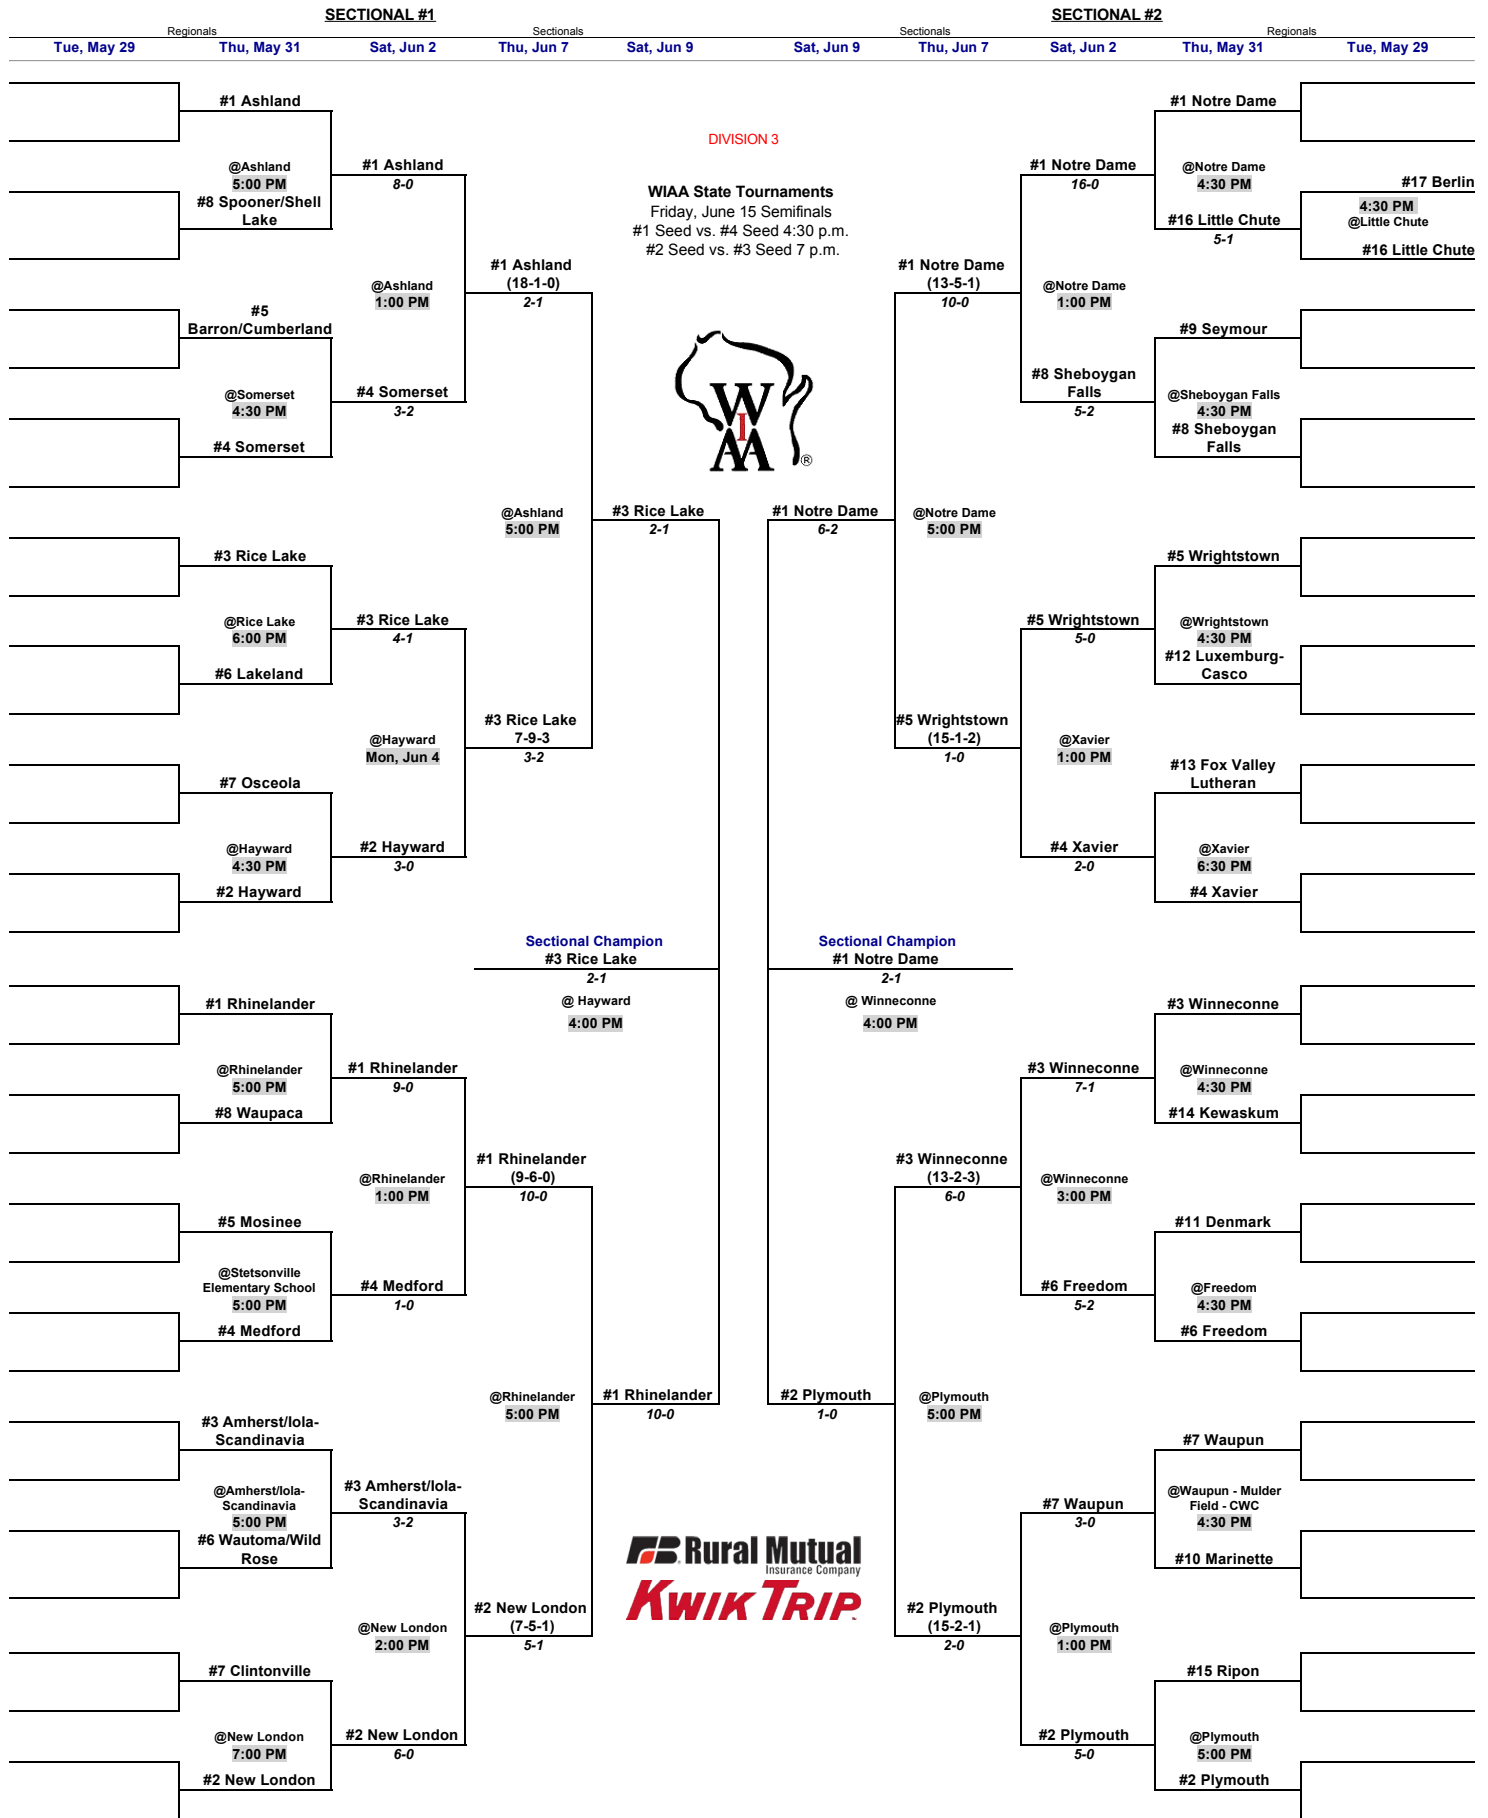 SECTIONAL #1
SECTIONAL #2
Regionals
Sectionals
Sectionals
Regionals
Tue, May 29
Thu, May 31
Sat, Jun 2
Thu, Jun 7
Sat, Jun 9
Sat, Jun 9
Thu, Jun 7
Sat, Jun 2
Thu, May 31
Tue, May 29
#1 Ashland
@Ashland
5:00 PM
#8 Spooner/Shell
Lake
#5
Barron/Cumberland
@Somerset
4:30 PM
#4 Somerset
#3 Rice Lake
@Rice Lake
6:00 PM
#6 Lakeland
#7 Osceola
@Hayward
4:30 PM
#2 Hayward
#1 Rhinelander
@Rhinelander
5:00 PM
#8 Waupaca
#5 Mosinee
@Stetsonville
Elementary School
5:00 PM
#4 Medford
#3 Amherst/Iola-
Scandinavia
@Amherst/Iola-
Scandinavia
5:00 PM
#6 Wautoma/Wild
Rose
#7 Clintonville
@New London
7:00 PM
#2 New London
#1 Ashland
8-0
@Ashland
1:00 PM
#4 Somerset
3-2
#3 Rice Lake
4-1
@Hayward
Mon, Jun 4
#2 Hayward
3-0
#1 Rhinelander
9-0
@Rhinelander
1:00 PM
#4 Medford
1-0
#3 Amherst/Iola-
Scandinavia
3-2
@New London
2:00 PM
#2 New London
6-0
#1 Ashland
(18-1-0)
2-1
@Ashland
5:00 PM
#3 Rice Lake
7-9-3
3-2
#1 Rhinelander
(9-6-0)
10-0
@Rhinelander
5:00 PM
#2 New London
(7-5-1)
5-1
#3 Rice Lake
2-1
Sectional Champion
#3 Rice Lake
2-1
@ Hayward
4:00 PM
#1 Rhinelander
10-0
DIVISION 3
WIAA State Tournaments
Friday, June 15 Semifinals
#1 Seed vs. #4 Seed 4:30 p.m.
#2 Seed vs. #3 Seed 7 p.m.
W
I
AA
®
Rural Mutual
Insurance Company
KWIK TRIP
#1 Notre Dame
6-2
Sectional Champion
#1 Notre Dame
2-1
@ Winneconne
4:00 PM
#2 Plymouth
1-0
#1 Notre Dame
(13-5-1)
10-0
@Notre Dame
5:00 PM
#5 Wrightstown
(15-1-2)
1-0
#3 Winneconne
(13-2-3)
6-0
@Plymouth
5:00 PM
#2 Plymouth
(15-2-1)
2-0
#1 Notre Dame
16-0
@Notre Dame
1:00 PM
#8 Sheboygan
Falls
5-2
#5 Wrightstown
5-0
@Xavier
1:00 PM
#4 Xavier
2-0
#3 Winneconne
7-1
@Winneconne
3:00 PM
#6 Freedom
5-2
#7 Waupun
3-0
@Plymouth
1:00 PM
#2 Plymouth
5-0
#1 Notre Dame
@Notre Dame
4:30 PM
#16 Little Chute
5-1
#9 Seymour
@Sheboygan Falls
4:30 PM
#8 Sheboygan
Falls
#5 Wrightstown
@Wrightstown
4:30 PM
#12 Luxemburg-
Casco
#13 Fox Valley
Lutheran
@Xavier
6:30 PM
#4 Xavier
#3 Winneconne
@Winneconne
4:30 PM
#14 Kewaskum
#11 Denmark
@Freedom
4:30 PM
#6 Freedom
#7 Waupun
@Waupun - Mulder
Field - CWC
4:30 PM
#10 Marinette
#15 Ripon
@Plymouth
5:00 PM
#2 Plymouth
#17 Berlin
4:30 PM
@Little Chute
#16 Little Chute